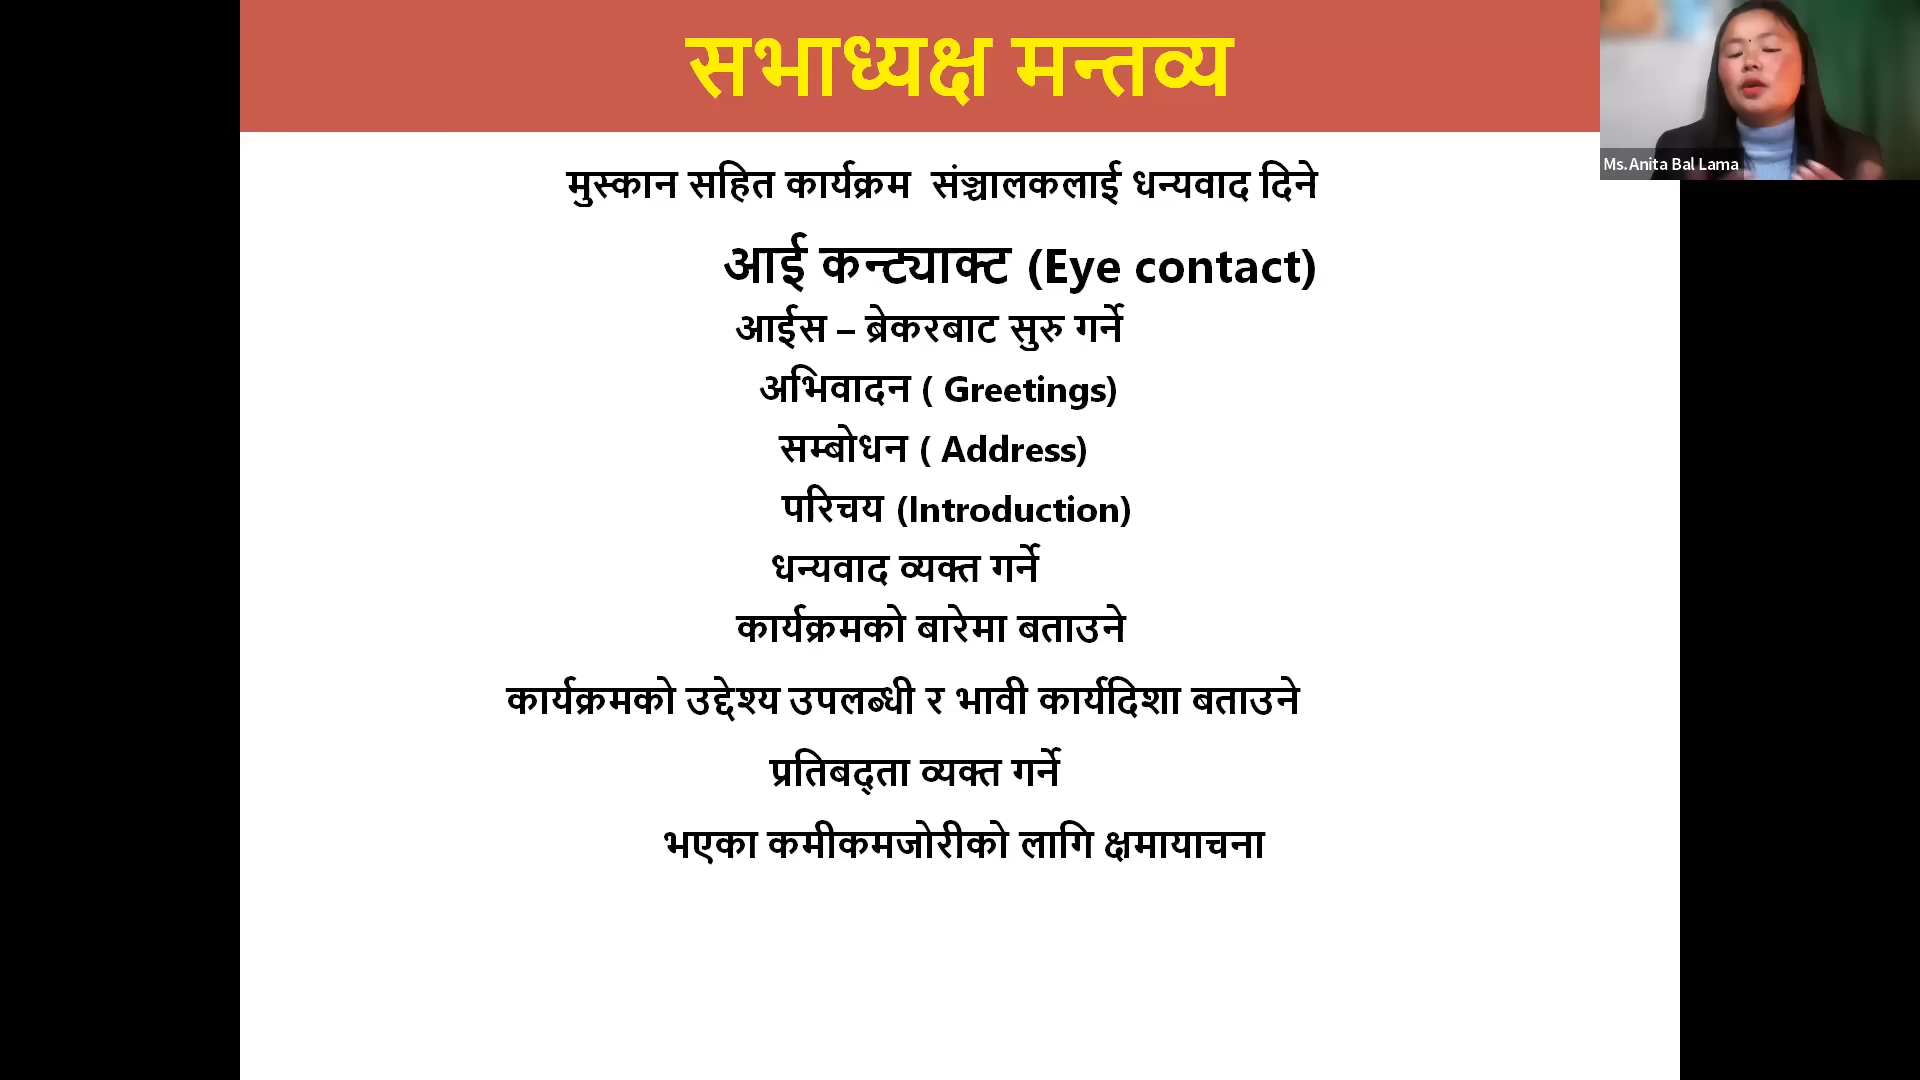 सभाध्यक्ष मन्तव्य
Ms. Anita Bal Lama
मुस्कान सहित कार्यक्रम संञ्चालकलाई धन्यवाद दिने
आई कन्ट्याक्ट (Eye contact)
आईस – ब्रेकरबाट सुरु गर्ने
अभिवादन ( Greetings)
सम्बोधन ( Address)
परिचय (Introduction)
धन्यवाद व्यक्त गर्ने
कार्यक्रमको बारेमा बताउने
कार्यक्रमको उद्देश्य उपलब्धी र भावी कार्यदिशा बताउने
प्रतिबद्ता व्यक्त गर्ने
भएका कमीकमजोरीको लागि क्षमायाचना